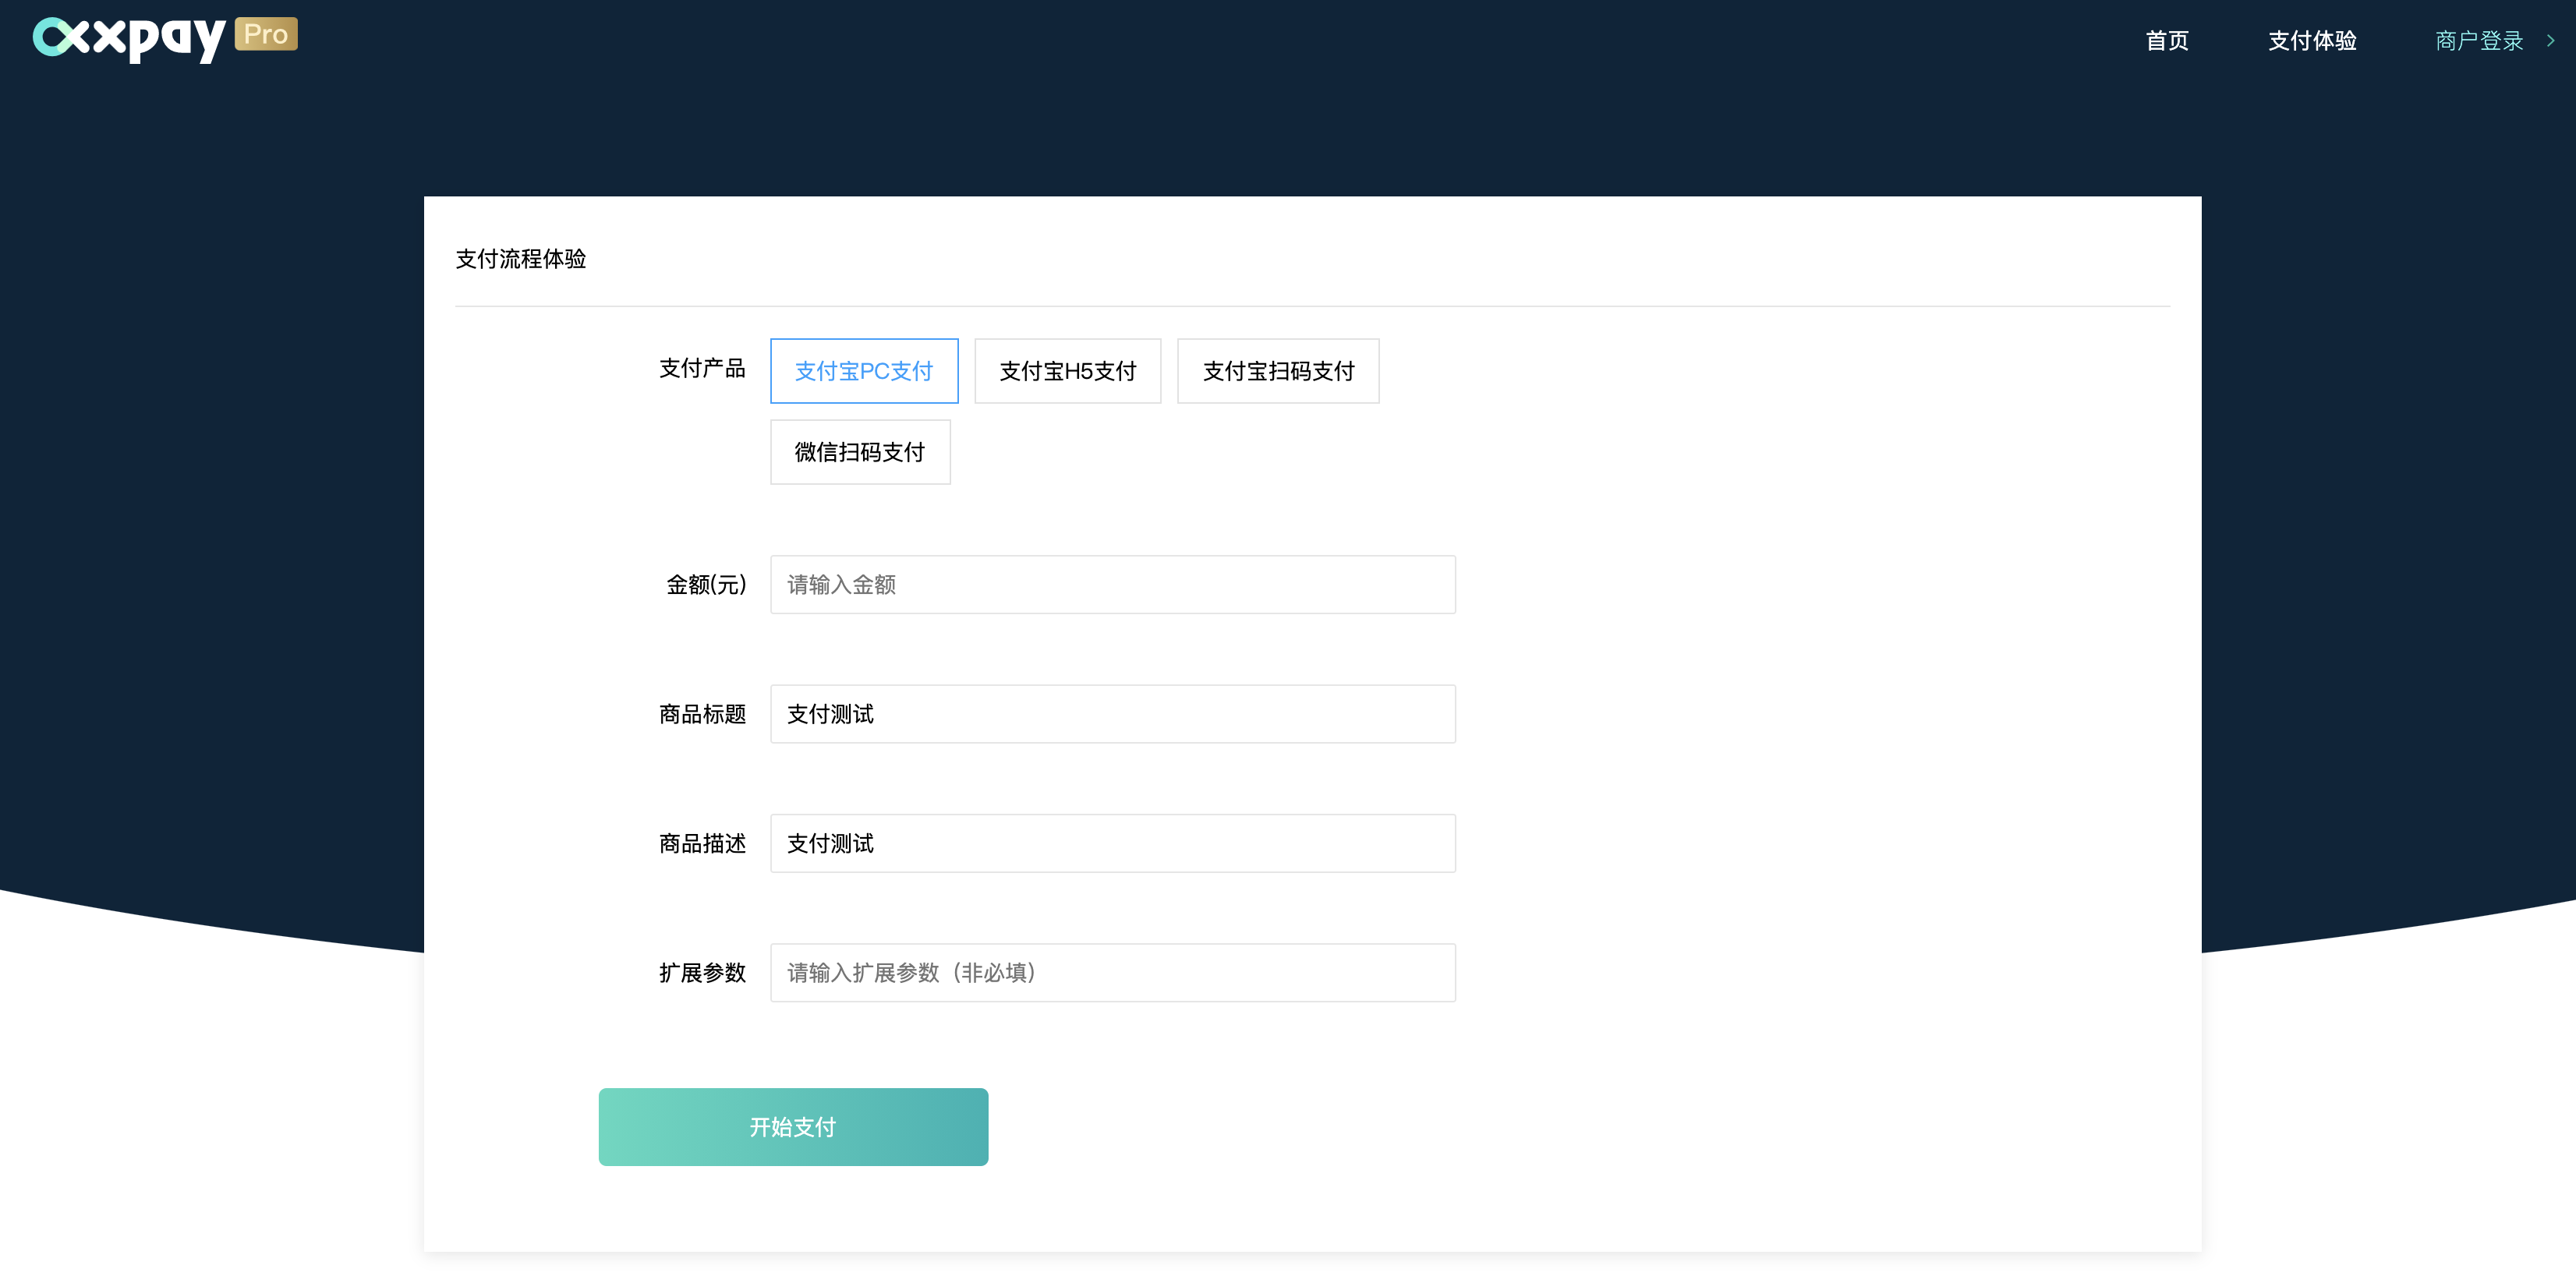 xxpay Pro
首页 支付体验 商户登录
支付流程体验
支付产品 支付宝PC支付 支付宝H5支付 支付宝扫码支付
微信扫码支付
金额(元) 请输入金额
商品标题 支付测试
商品描述 支付测试
扩展参数 请输入扩展参数（非必填）
开始支付